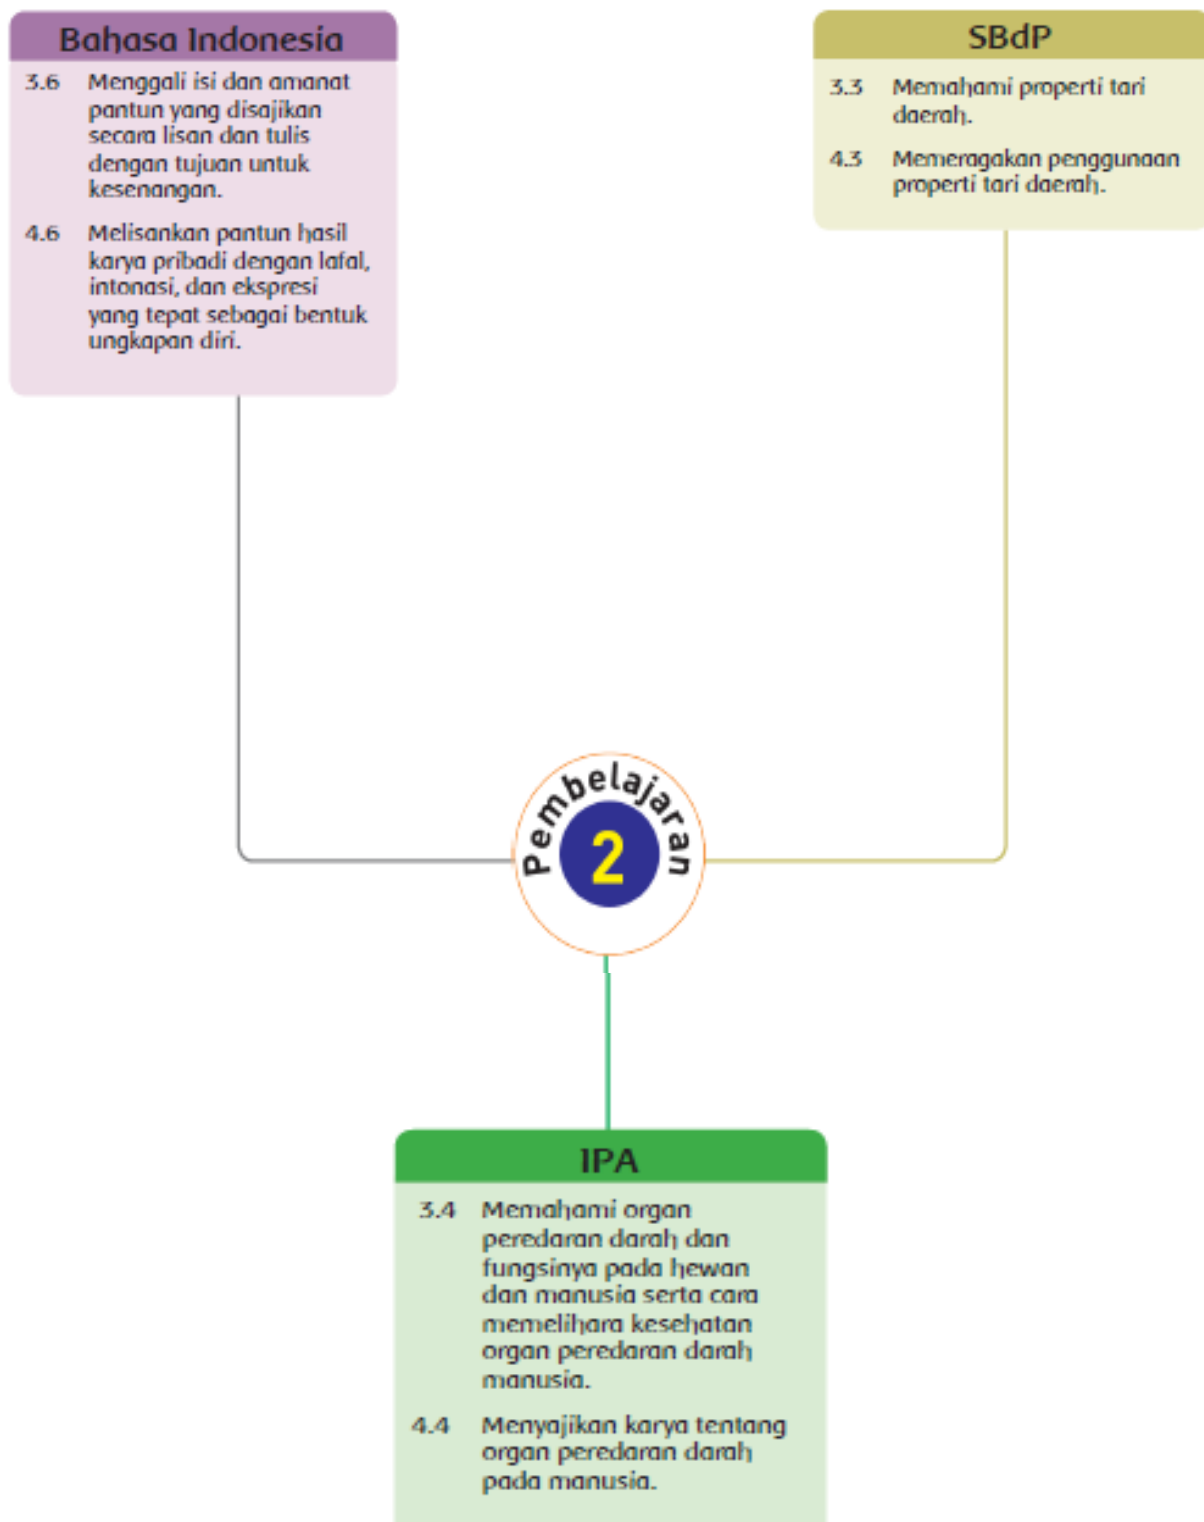 Bahasa Indonesia
3.6 Menggali isi dan amanat
pantun yang disajikan
secara lisan dan tulis
dengan tujuan untuk
kesenangan.
4.6 Melisankan pantun hasil
karya pribadi dengan lafal,
intonasi, dan ekspresi
yang tepat sebagai bentuk
ungkapan diri.
SBdP
3.3 Memahami properti tari
daerah.
4.3 Memeragakan penggunaan
properti tari daerah.
Pembelajaran
2
IPA
3.4 Memahami organ
peredaran darah dan
fungsinya pada hewan
dan manusia serta cara
memelihara kesehatan
organ peredaran darah
manusia.
4.4 Menyajikan karya tentang
organ peredaran darah
pada manusia.